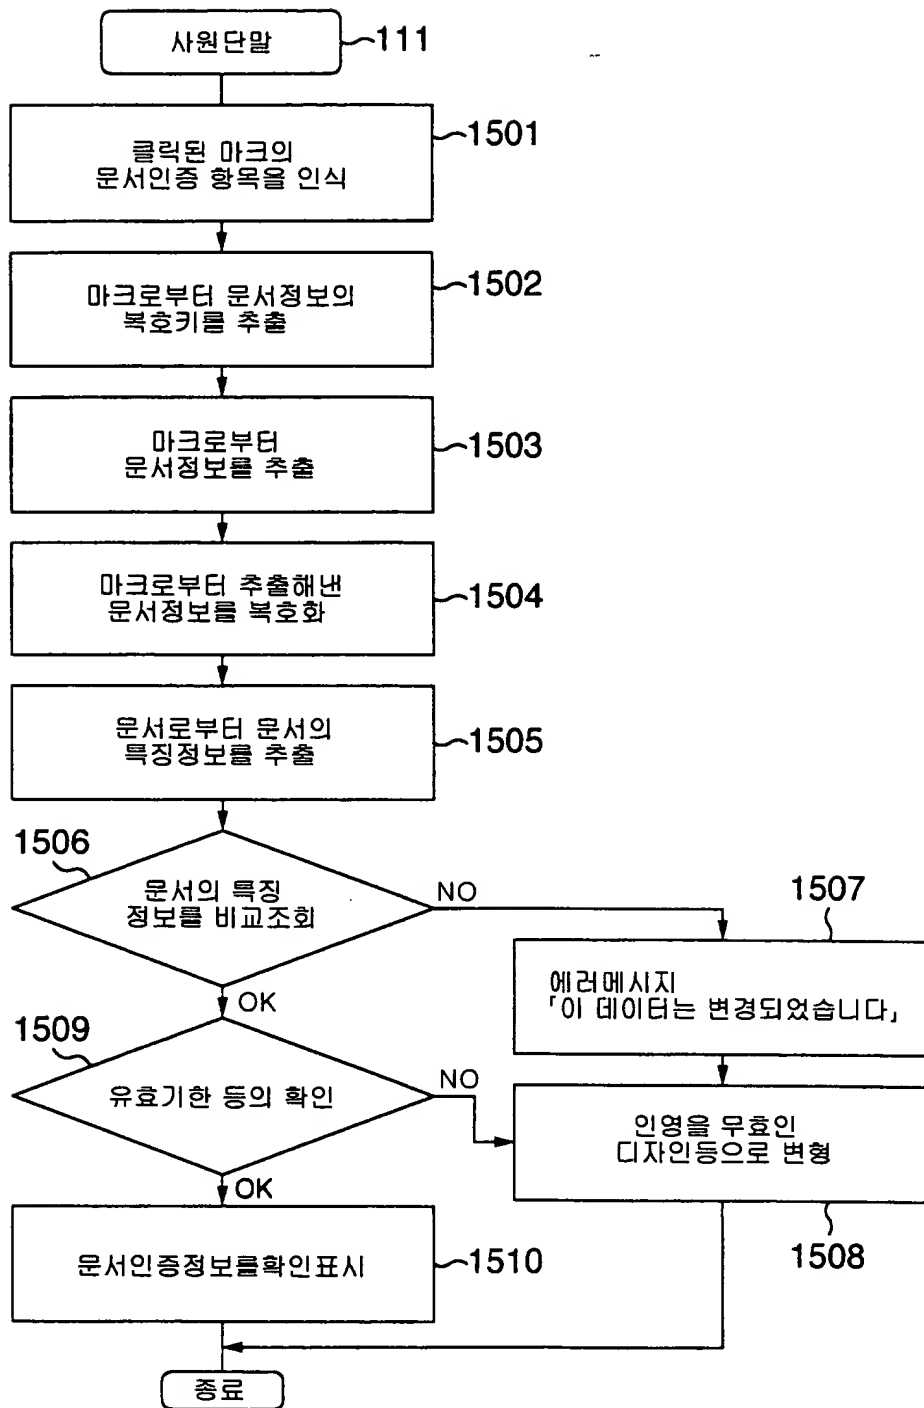 사원단말
111
클릭된 마크의
문서인증 항목을 인식
1501
마크로부터 문서정보의
복호키를 추출
1502
마크로부터
문서정보를 추출
1503
마크로부터 추출해낸
문서정보를 복호화
1504
문서로부터 문서의
특징정보를 추출
1505
1506
문서의 특징
정보를 비교조회
NO
OK
1507
에러메시지
「이 데이터는 변경되었습니다」
1509
유효기한 등의 확인
NO
OK
인영을 무효인
디자인등으로 변형
1508
문서인증정보를확인표시
1510
종료